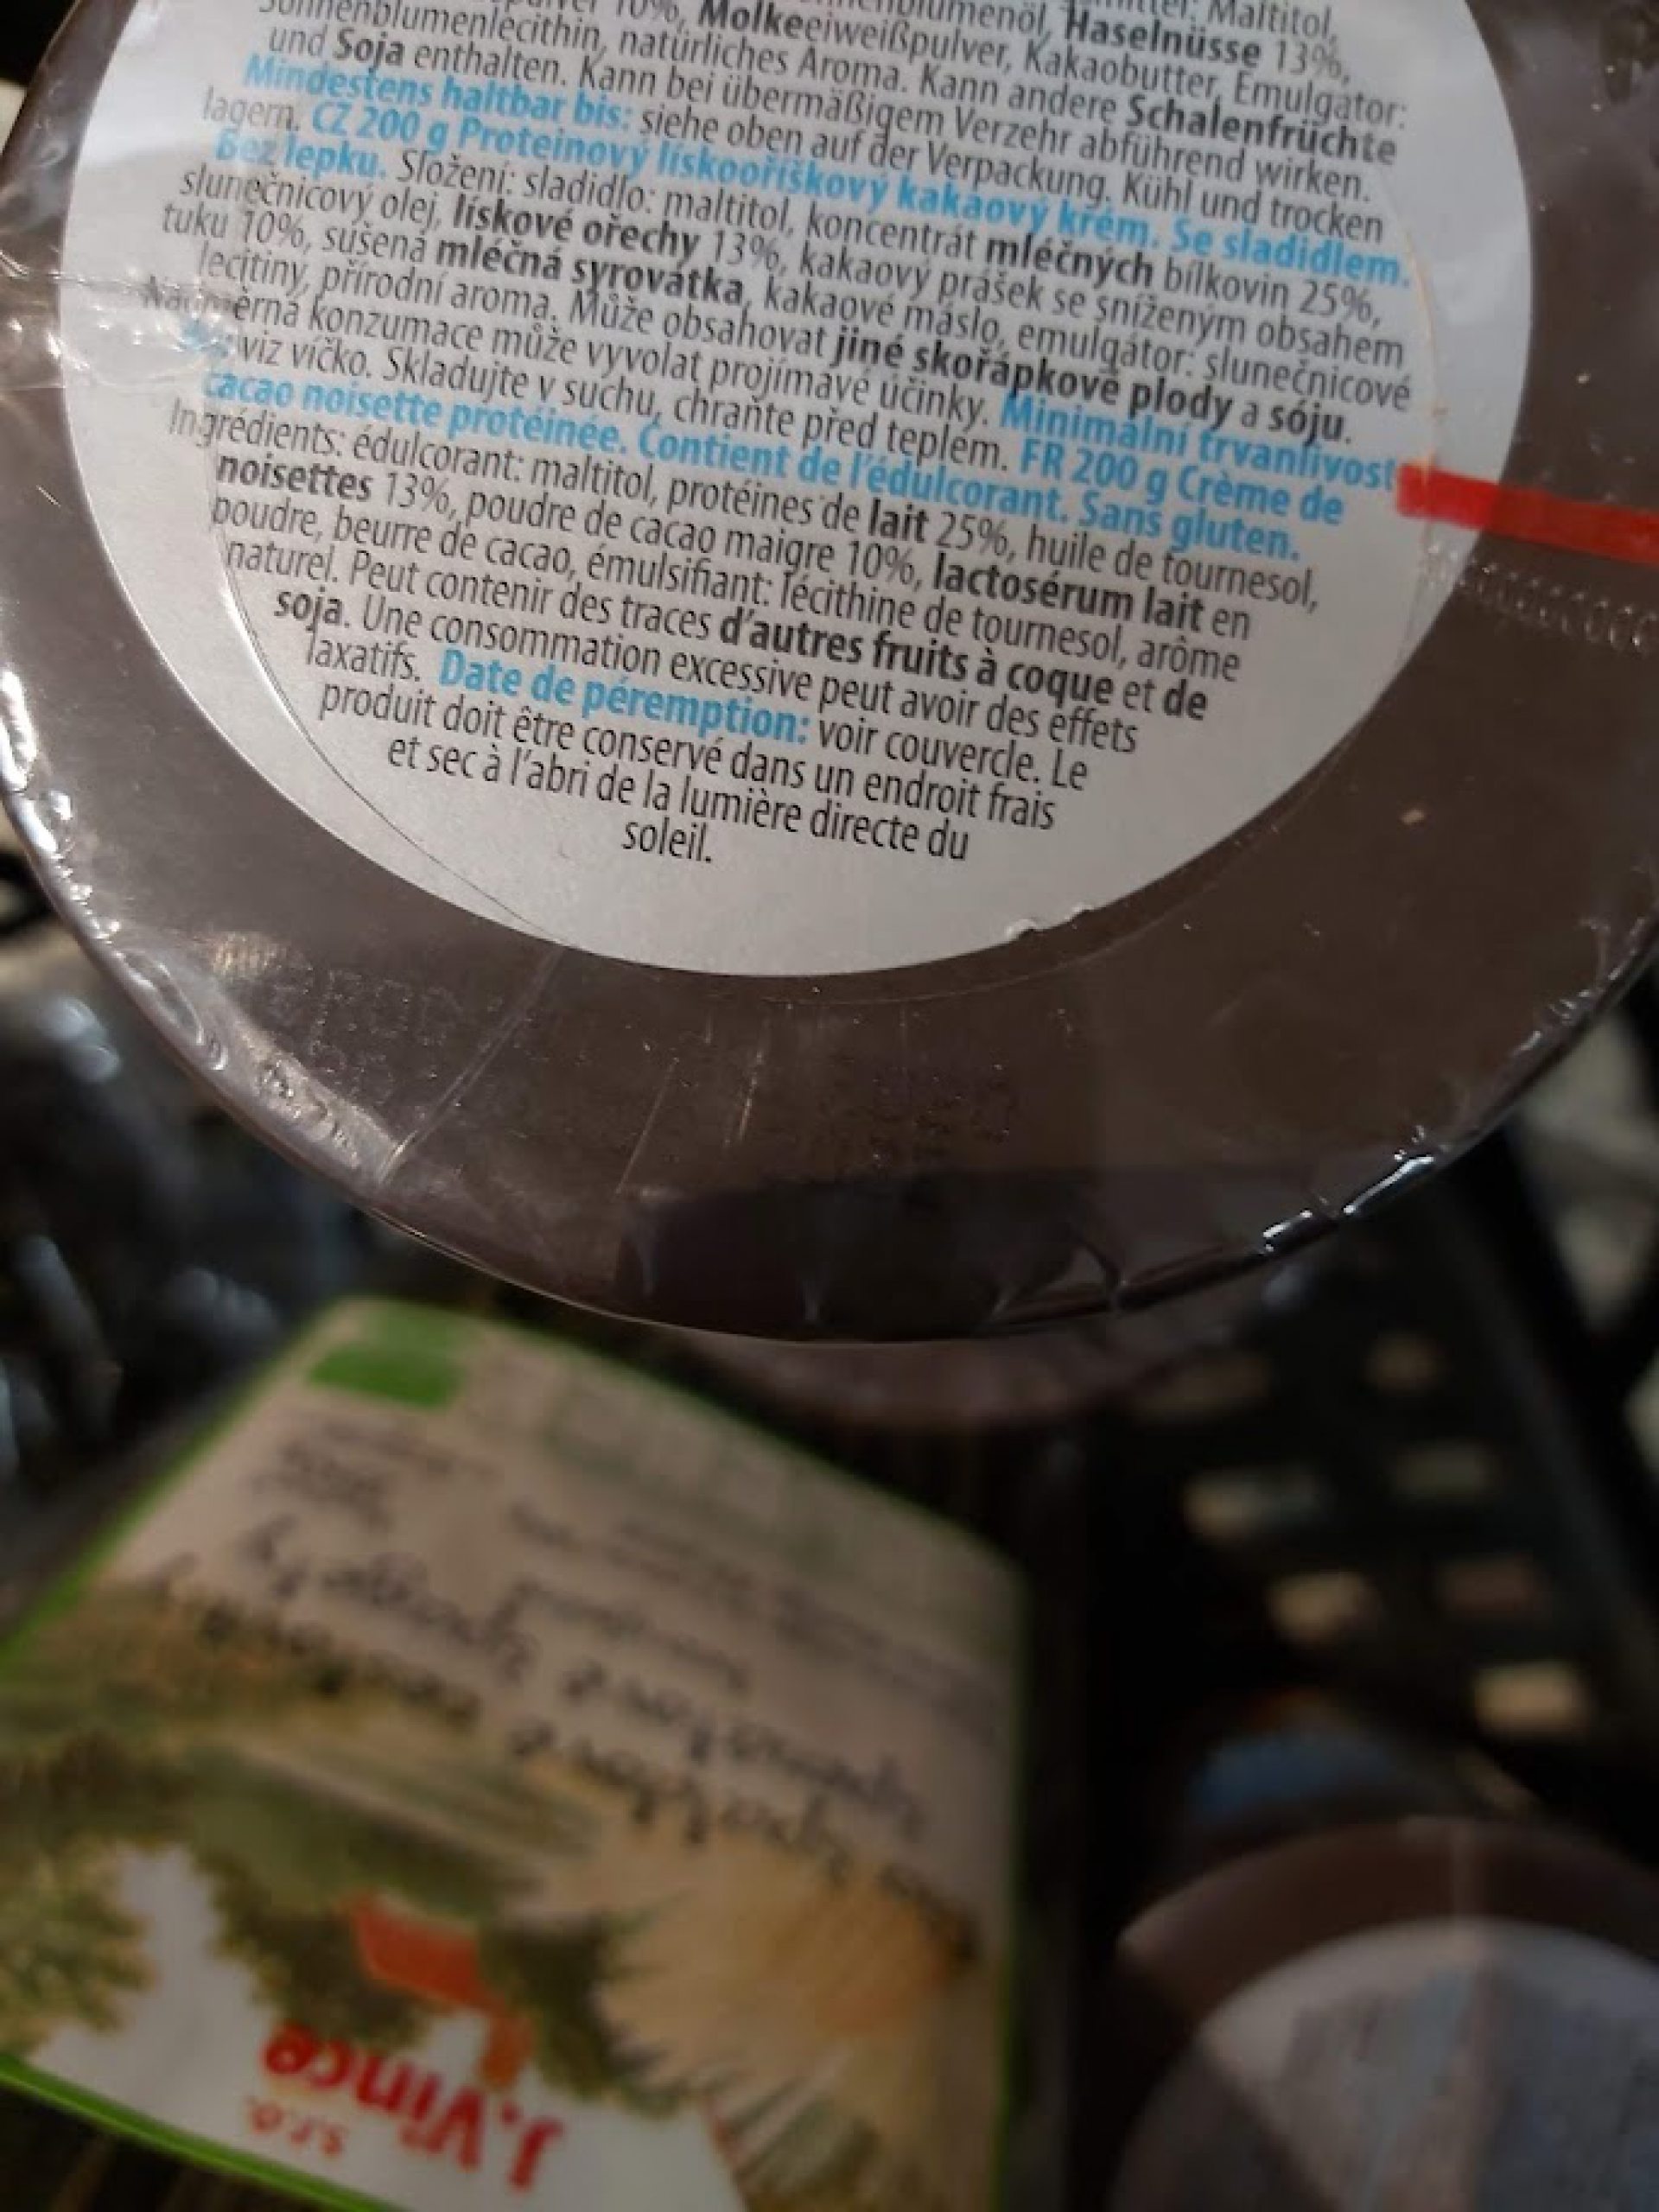 Maltitol,
10%, Molkeeiweißpulver, Haselnüsse 13%,
Sonnenblumenlecithin, natürliches Aroma. Kakaobutter, Emulgator:
und Soja enthalten. Kann andere Schalenfrüchte
Kann bei übermäßigem Verzehr abführend wirken.
Mindestens haltbar bis: siehe oben auf der Verpackung. Kühl und trocken
lagern. CZ 200 g Proteinový lískooříškový kakaový krém. Se sladidlem.
Bez lepku. Složení: sladidlo: maltitol, koncentrát mléčných bílkovin 25%,
slunečnicový olej, lískové ořechy 13%, kakaový prášek se sníženým obsahem
tuku 10%, sušená mléčná syrovátka, kakaové máslo, emulgátor: slunečnicové
lecitiny, přírodní aroma. Může obsahovat jiné skořápkové plody a sóju.
Nadměrná konzumace může vyvolat projímavé účinky. Minimální trvanlivost
viz víčko. Skladujte v suchu, chraňte před teplem. FR 200 g Crème de
cacao noisette protéinée. Contient de l'édulcorant. Sans gluten.
Ingrédients: édulcorant: maltitol, protéines de lait 25%, huile de tournesol,
noisettes 13%, poudre de cacao maigre 10%, lactosérum lait en
poudre, beurre de cacao, émulsifiant: lécithine de tournesol, arôme
naturel. Peut contenir des traces d'autres fruits à coque et de
soja. Une consommation excessive peut avoir des effets
laxatifs. Date de péremption: voir couvercle. Le
produit doit être conservé dans un endroit frais
et sec à l'abri de la lumière directe du
soleil.
J.Vince
s.r.o.